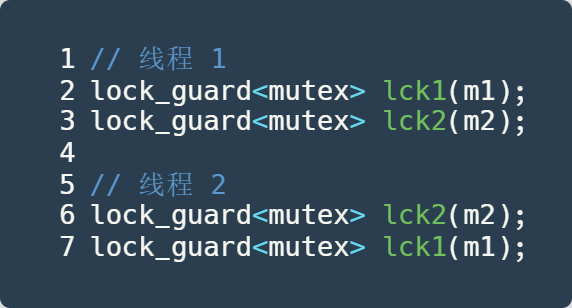 1 // 线程 1
2 lock_guard<mutex> lck1(m1);
3 lock_guard<mutex> lck2(m2);
4
5 // 线程 2
6 lock_guard<mutex> lck2(m2);
7 lock_guard<mutex> lck1(m1);